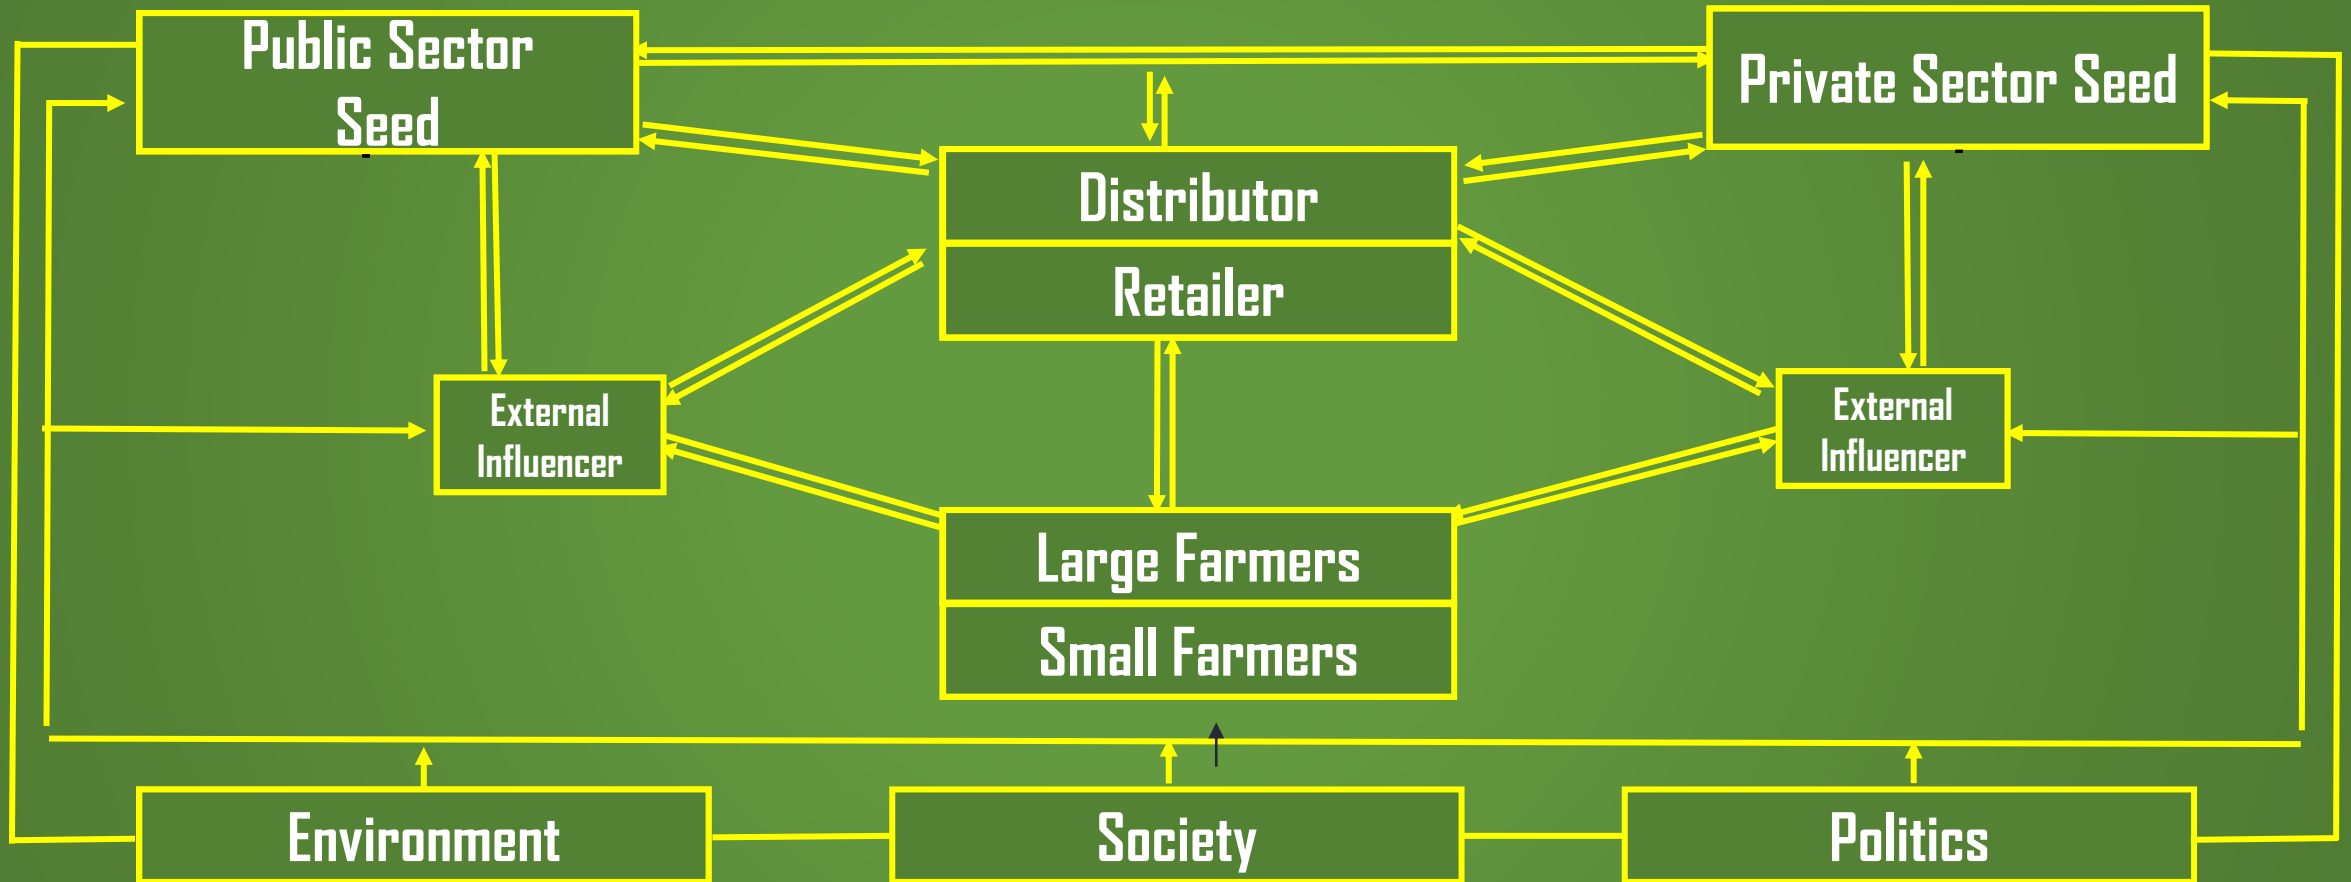 Public Sector
Seed
Private Sector Seed
Distributor
Retailer
External
Influencer
External
Influencer
Large Farmers
Small Farmers
Environment
Society
Politics